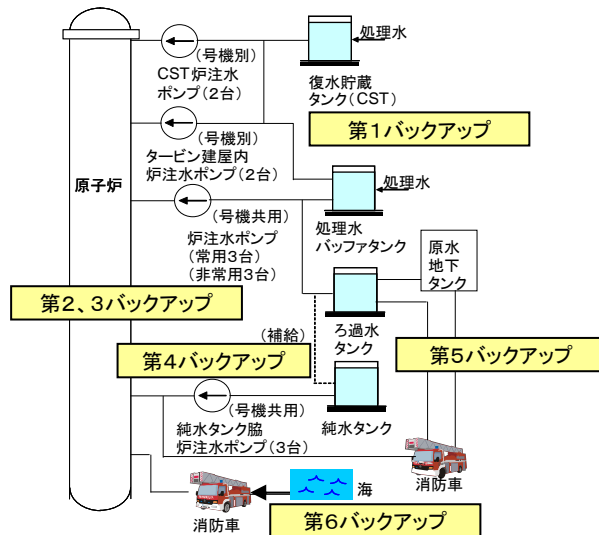 処理水
(号機別)
CST炉注水
ポンプ(2台)
復水貯蔵
タンク(CST)
第1バックアップ
(号機別)
タービン建屋内
炉注水ポンプ(2台)
原子炉
処理水
(号機共用)
炉注水ポンプ
(常用3台)
(非常用3台)
処理水
バッファタンク
原水
地下
タンク
第2、3バックアップ
ろ過水
タンク
(補給)
第4バックアップ
第5バックアップ
(号機共用)
純水タンク脇
炉注水ポンプ(3台)
純水タンク
消防車
海
消防車
第6バックアップ